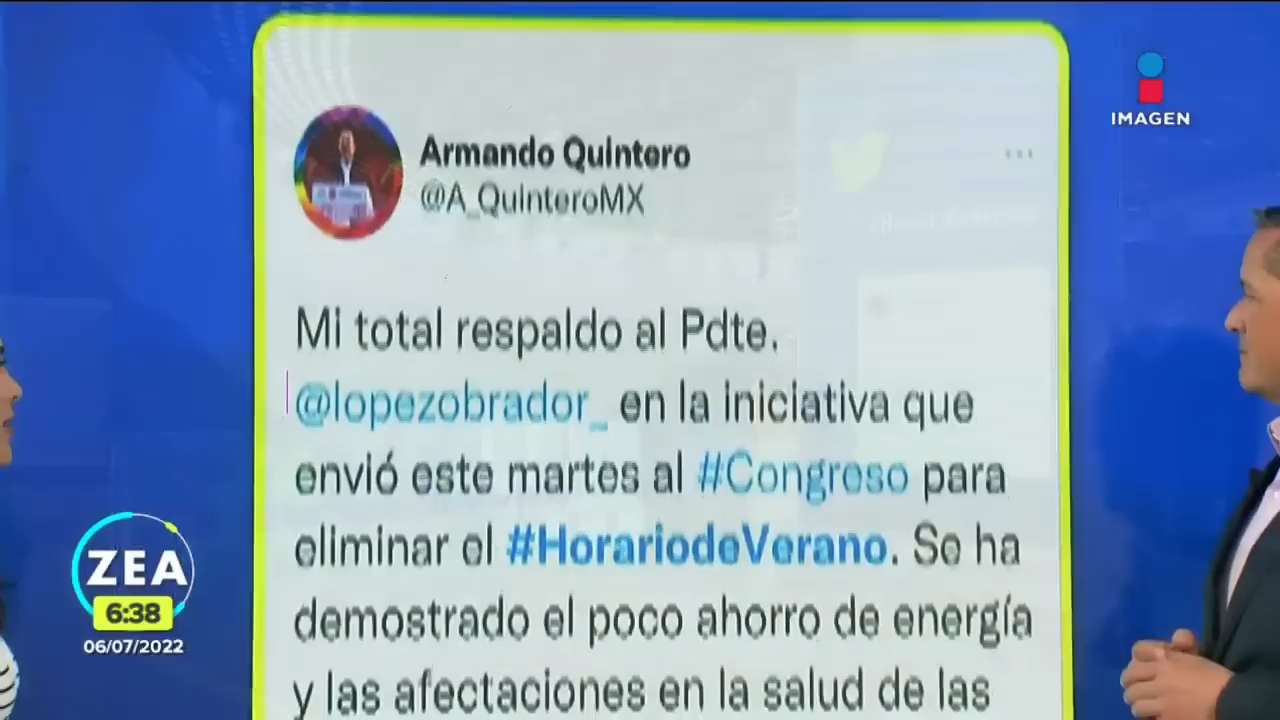 Armando Quintero
@A_QuinteroMX
Mi total respaldo al Pdte.
@lopezobrador_ en la iniciativa que
envió este martes al #Congreso para
eliminar el #HorariodeVerano. Se ha
demostrado el poco ahorro de energía
y las afectaciones en la salud de las
IMAGEN
ZEA
6:38
06/07/2022